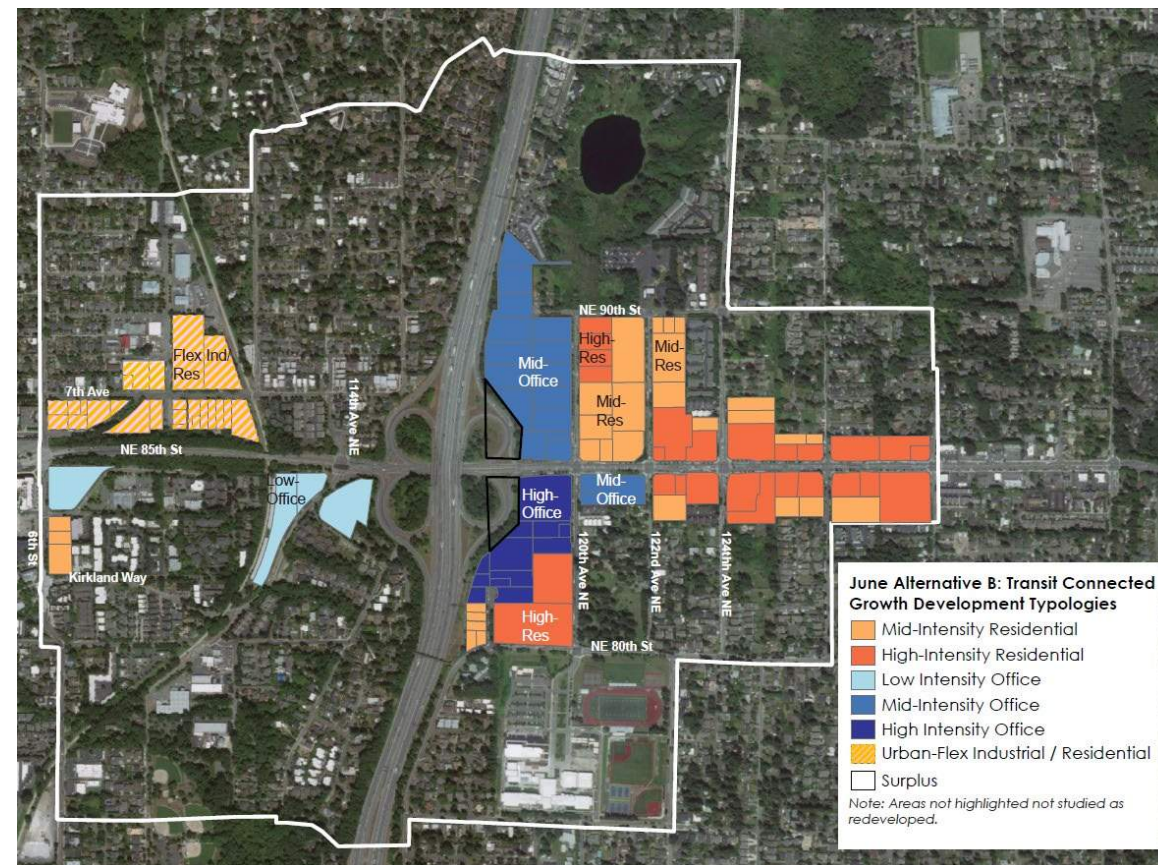 NE 90th St
High-
Res
Mid-
Res
Flex Ind/
Res
Mid-
Office
7th Ave
114th Ave NE
Mid-
Res
NE 85th St
Low-
Office
High-
Office
Mid-
Office
6th St
Kirkland Way
120th Ave NE
122nd Ave NE
124thh Ave NE
High-
Res
NE 80th St
June Alternative B: Transit Connected
Growth Development Typologies
Mid-Intensity Residential
High-Intensity Residential
Low Intensity Office
Mid-Intensity Office
High Intensity Office
Urban-Flex Industrial / Residential
Surplus
Note: Areas not highlighted not studied as
redeveloped.